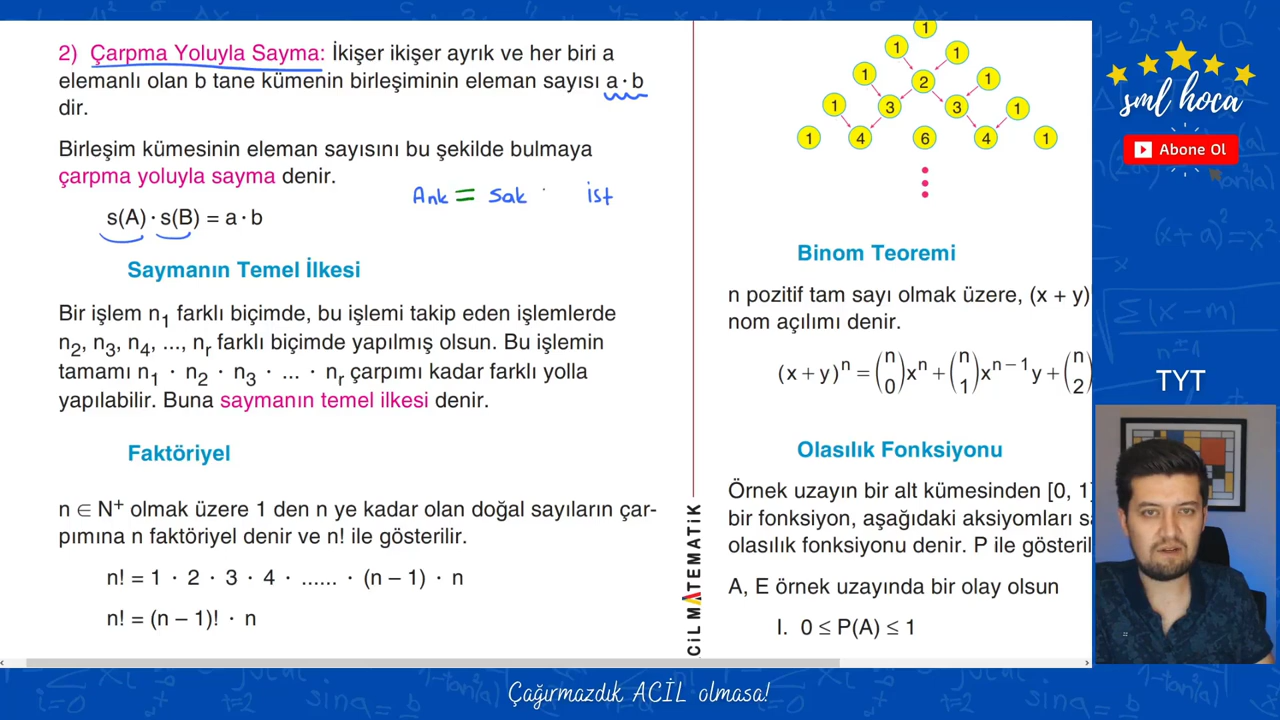 2) Çarpma Yoluyla Sayma: İkişer ikişer ayrık ve her biri a
elemanlı olan b tane kümenin birleşiminin eleman sayısı a · b
dir.
Birleşim kümesinin eleman sayısını bu şekilde bulmaya
çarpma yoluyla sayma denir.
Ank = Sak ist
s(A) · s(B) = a · b
Saymanın Temel İlkesi
Bir işlem n1 farklı biçimde, bu işlemi takip eden işlemlerde
n2, n3, n4, ..., nr farklı biçimde yapılmış olsun. Bu işlemin
tamamı n1 · n2 · n3 · ... · nr çarpımı kadar farklı yolla
yapılabilir. Buna saymanın temel ilkesi denir.
Faktöriyel
n ∈ N+ olmak üzere 1 den n ye kadar olan doğal sayıların çar-
pımına n faktöriyel denir ve n! ile gösterilir.
n! = 1 · 2 · 3 · 4 · ...... · (n – 1) · n
n! = (n – 1)! · n
CiL MATEMATiK
1
1 1
1 2 1
1 3 3 1
1 4 6 4 1
Binom Teoremi
n pozitif tam sayı olmak üzere, (x + y)
nom açılımı denir.
(x + y)^n = (n 0) x^n + (n 1) x^(n – 1) y + (n 2)
Olasılık Fonksiyonu
Örnek uzayın bir alt kümesinden [0, 1]
bir fonksiyon, aşağıdaki aksiyomları sa
olasılık fonksiyonu denir. P ile gösteril
A, E örnek uzayında bir olay olsun
I. 0 ≤ P(A) ≤ 1
sml hoca
Abone Ol
TYT
Çağırmazdık ACİL olmasa!